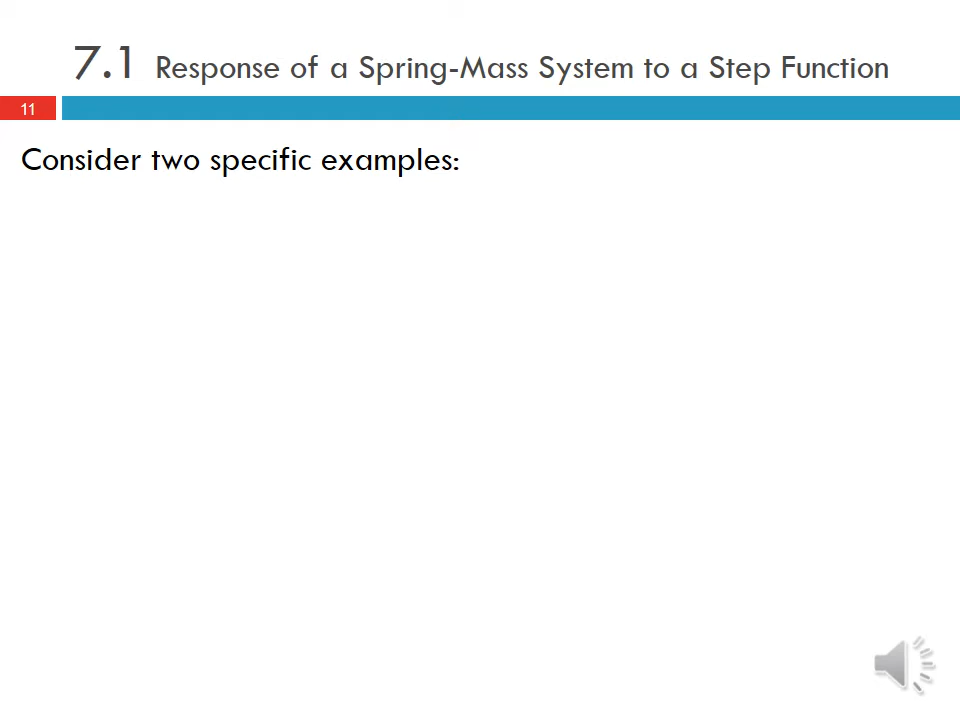 7.1 Response of a Spring-Mass System to a Step Function
11
Consider two specific examples: